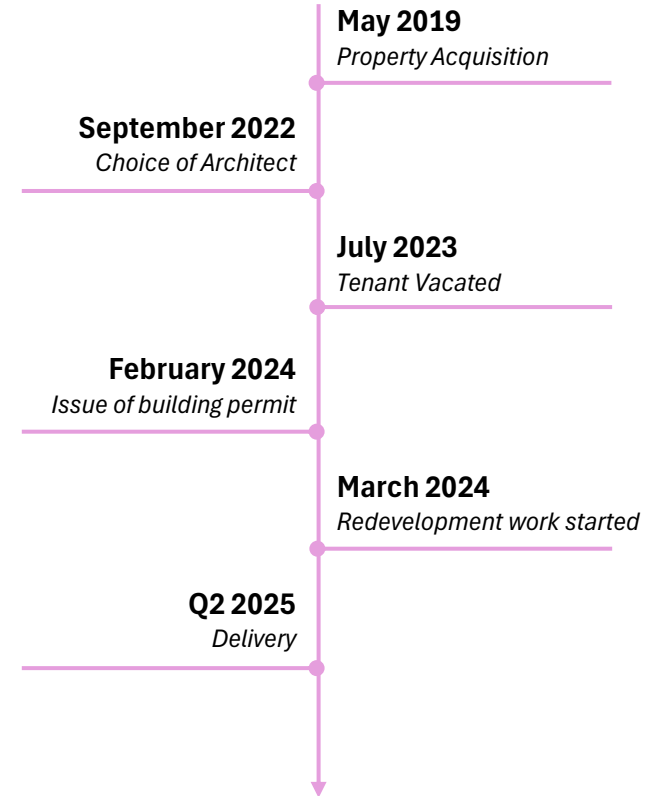 May 2019
Property Acquisition
September 2022
Choice of Architect
July 2023
Tenant Vacated
February 2024
Issue of building permit
March 2024
Redevelopment work started
Q2 2025
Delivery